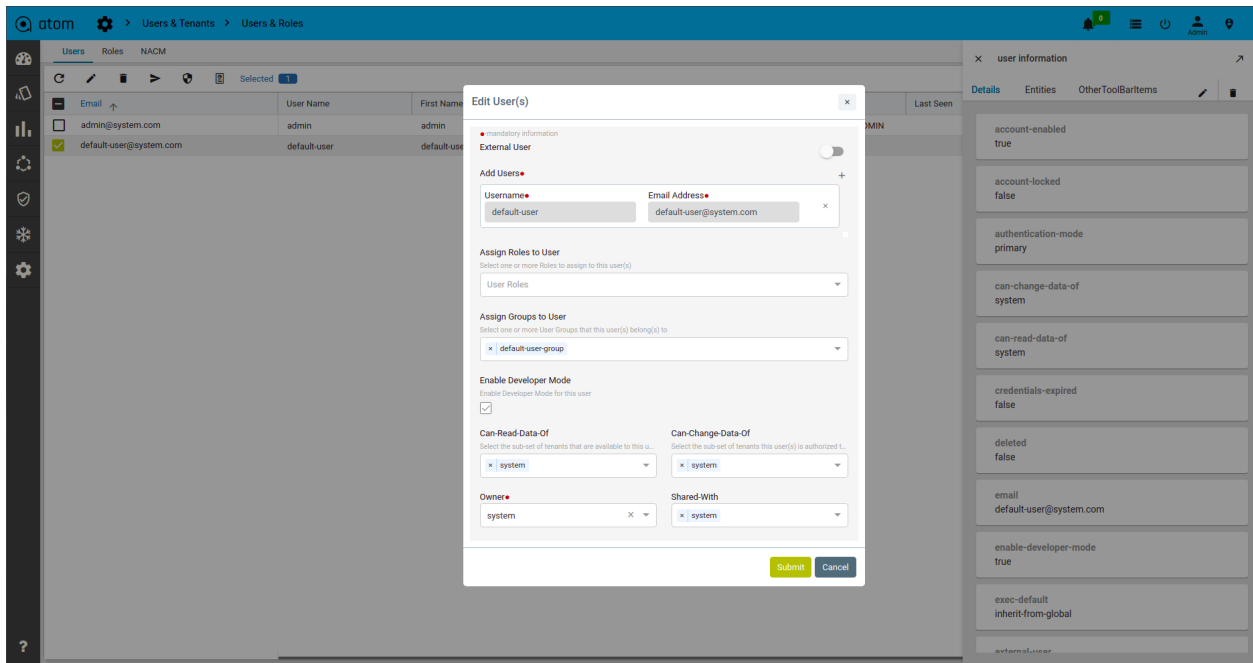 atom > Users & Tenants > Users & Roles 0 Admin
Users Roles NACM
Selected 1
Email User Name First Name Last Seen
admin@system.com admin admin
default-user@system.com default-user
Edit User(s) ×
mandatory information
External User
Add Users +
Username Email Address
default-user default-user@system.com ×
Assign Roles to User
Select one or more Roles to assign to this user(s)
User Roles
Assign Groups to User
Select one or more User Groups that this user(s) belong(s) to
× default-user-group
Enable Developer Mode
Enable Developer Mode for this user
Can-Read-Data-Of Can-Change-Data-Of
Select the sub-set of tenants that are available to this u... Select the sub-set of tenants this user(s) is authorized t...
× system × system
Owner Shared-With
system × × system
Submit Cancel
× user information
Details Entities OtherToolBarItems
account-enabled
true
account-locked
false
authentication-mode
primary
can-change-data-of
system
can-read-data-of
system
credentials-expired
false
deleted
false
email
default-user@system.com
enable-developer-mode
true
exec-default
inherit-from-global
external-user
?